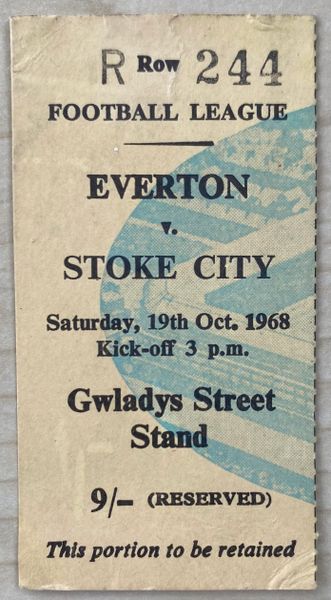 R Row 244
FOOTBALL LEAGUE
EVERTON
v.
STOKE CITY
Saturday, 19th Oct. 1968
Kick-off 3 p.m.
Gwladys Street
Stand
9/- (RESERVED)
This portion to be retained